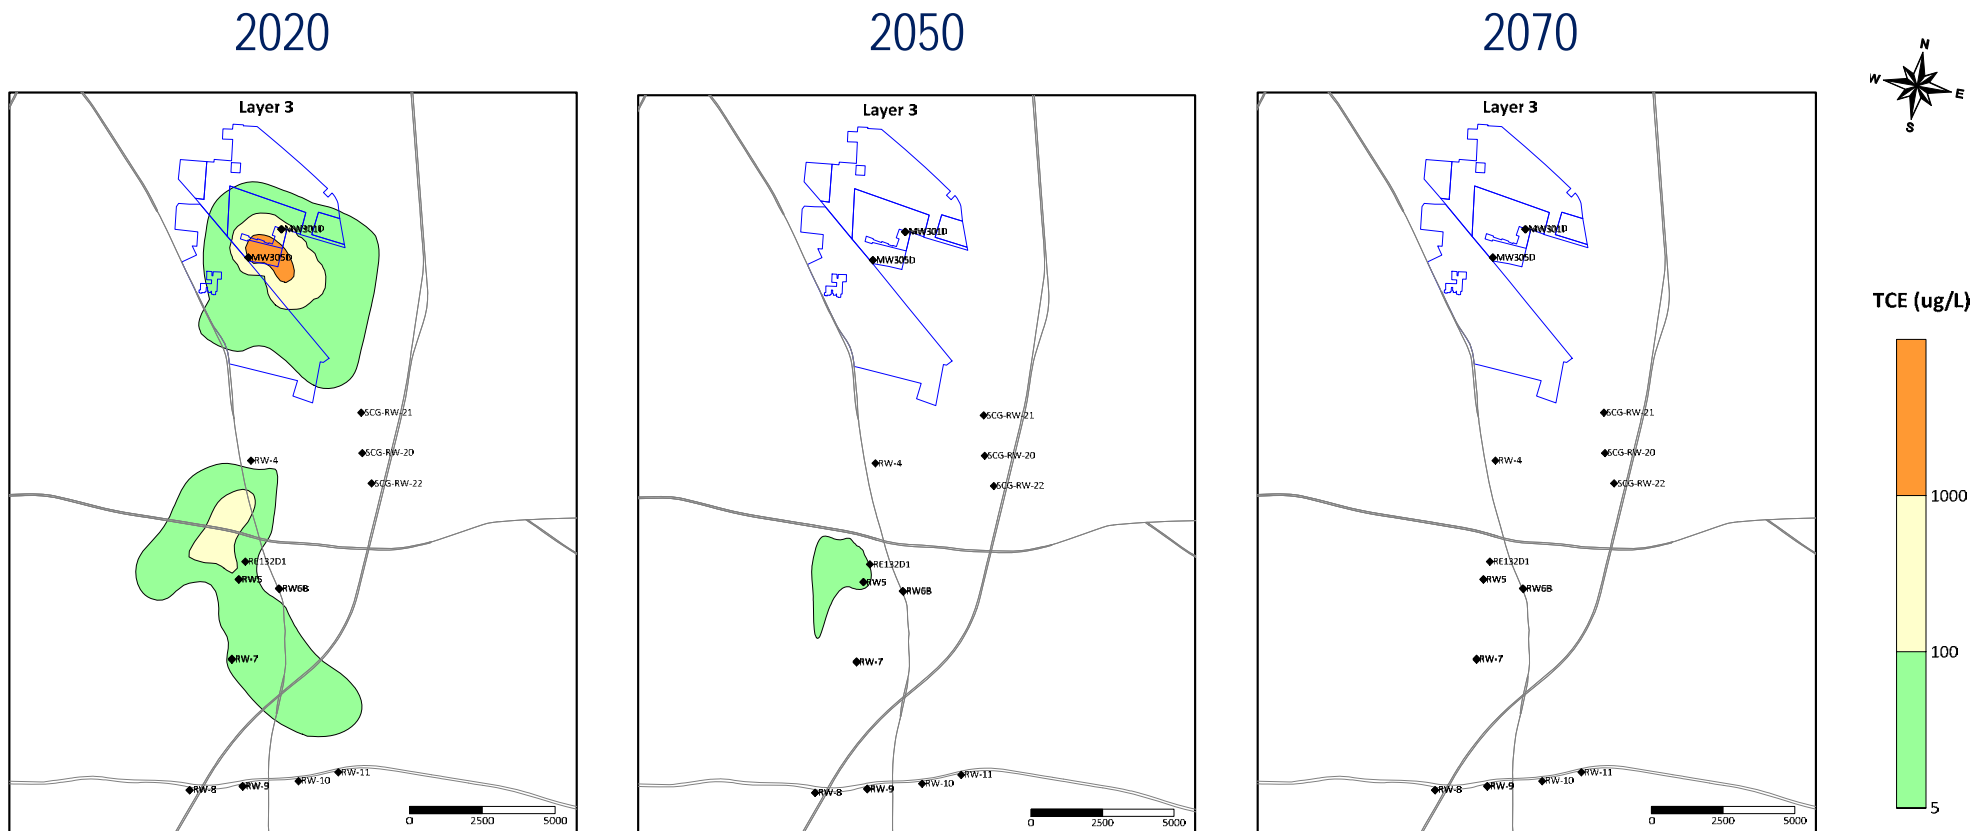 2020
Layer 3
MW301D
MW305D
SCG-RW-21
RW-4
SCG-RW-20
SCG-RW-22
RE132D1
RW5
RW6B
RW-7
RW-11
RW-10
RW-9
RW-8
0 2500 5000
2050
Layer 3
MW301D
MW305D
SCG-RW-21
RW-4
SCG-RW-20
SCG-RW-22
RE132D1
RW5
RW6B
RW-7
RW-11
RW-10
RW-9
RW-8
0 2500 5000
2070
Layer 3
MW301D
MW305D
SCG-RW-21
RW-4
SCG-RW-20
SCG-RW-22
RE132D1
RW5
RW6B
RW-7
RW-11
RW-10
RW-9
RW-8
0 2500 5000
N
W E
S
TCE (ug/L)
1000
100
5